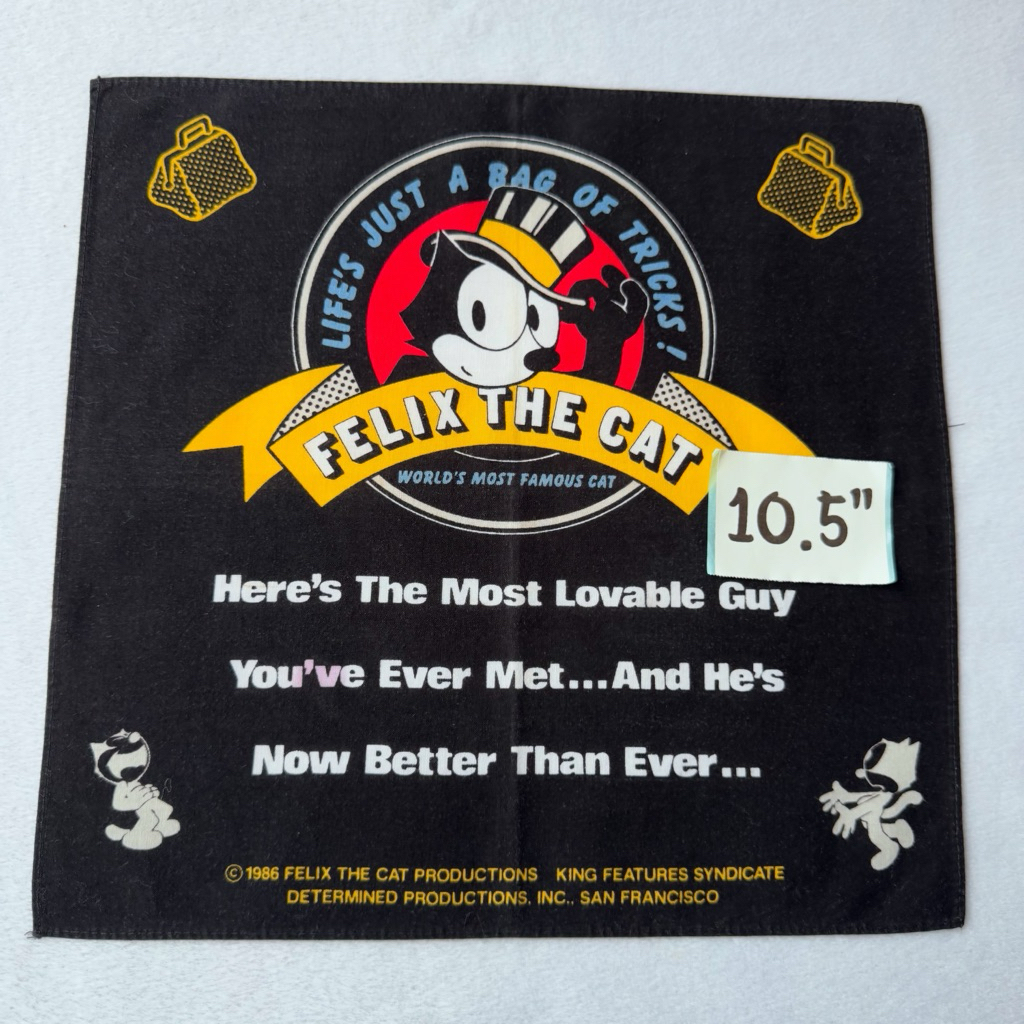 LIFE'S JUST A BAG OF TRICKS!
FELIX THE CAT
WORLD'S MOST FAMOUS CAT
10.5"
Here's The Most Lovable Guy
You've Ever Met...And He's
Now Better Than Ever...
©1986 FELIX THE CAT PRODUCTIONS KING FEATURES SYNDICATE
DETERMINED PRODUCTIONS, INC., SAN FRANCISCO